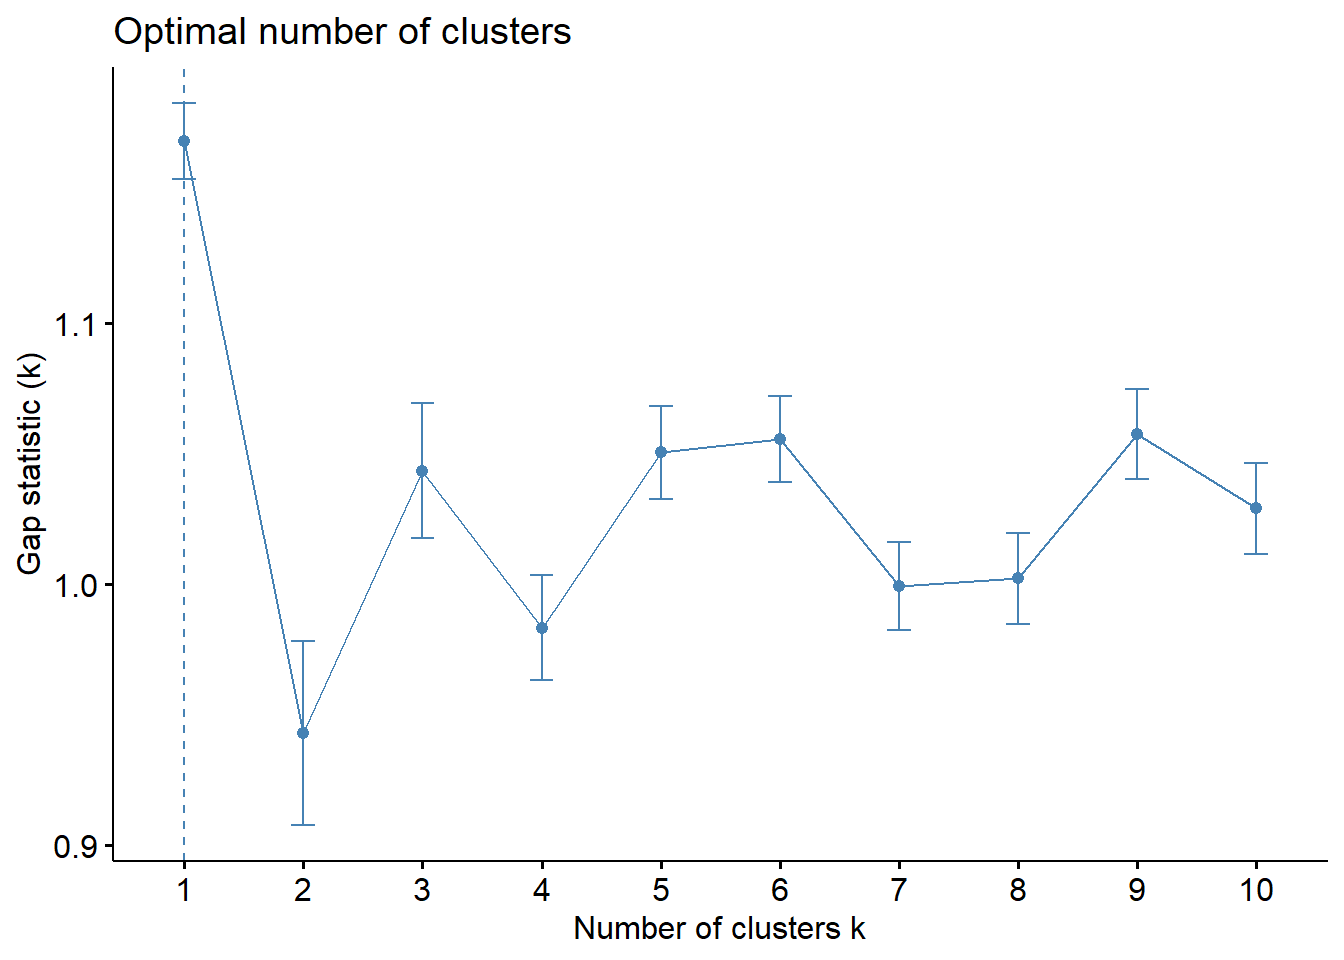 Optimal number of clusters
Gap statistic (k)
1.1
1.0
0.9
1 2 3 4 5 6 7 8 9 10
Number of clusters k